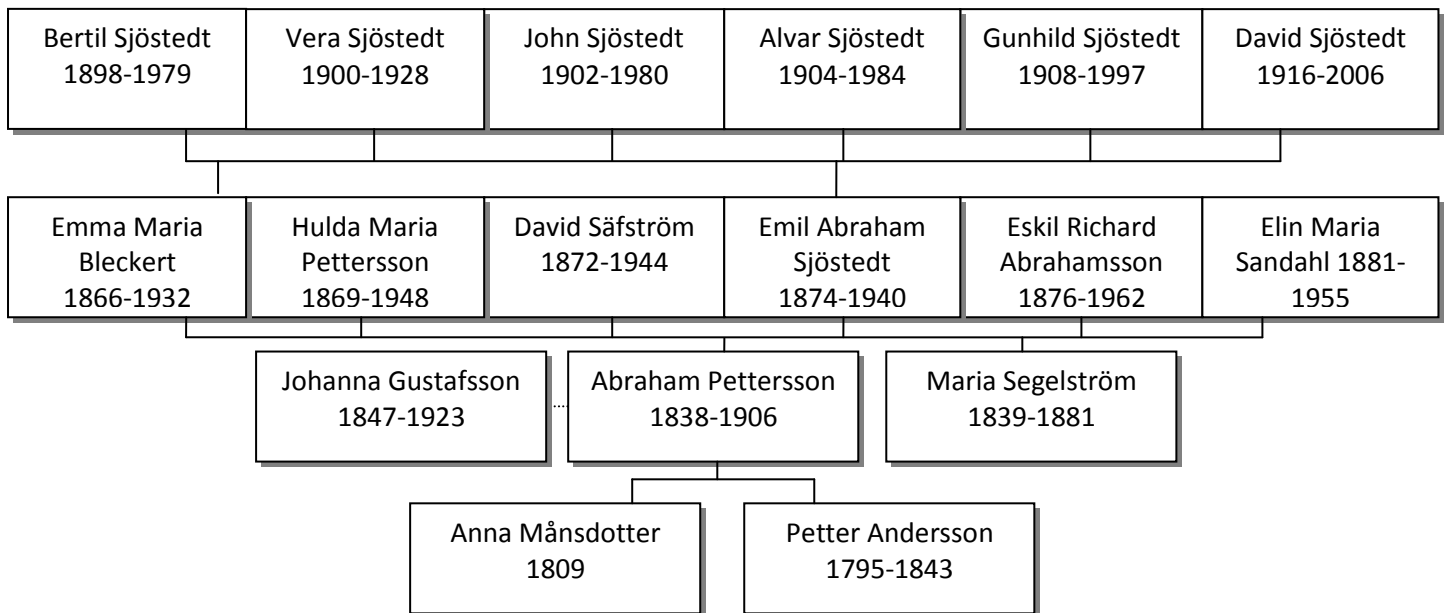 Bertil Sjöstedt
1898-1979
Vera Sjöstedt
1900-1928
John Sjöstedt
1902-1980
Alvar Sjöstedt
1904-1984
Gunhild Sjöstedt
1908-1997
David Sjöstedt
1916-2006
Emma Maria
Bleckert
1866-1932
Hulda Maria
Pettersson
1869-1948
David Säfström
1872-1944
Emil Abraham
Sjöstedt
1874-1940
Eskil Richard
Abrahamsson
1876-1962
Elin Maria
Sandahl 1881-
1955
Johanna Gustafsson
1847-1923
Abraham Pettersson
1838-1906
Maria Segelström
1839-1881
Anna Månsdotter
1809
Petter Andersson
1795-1843